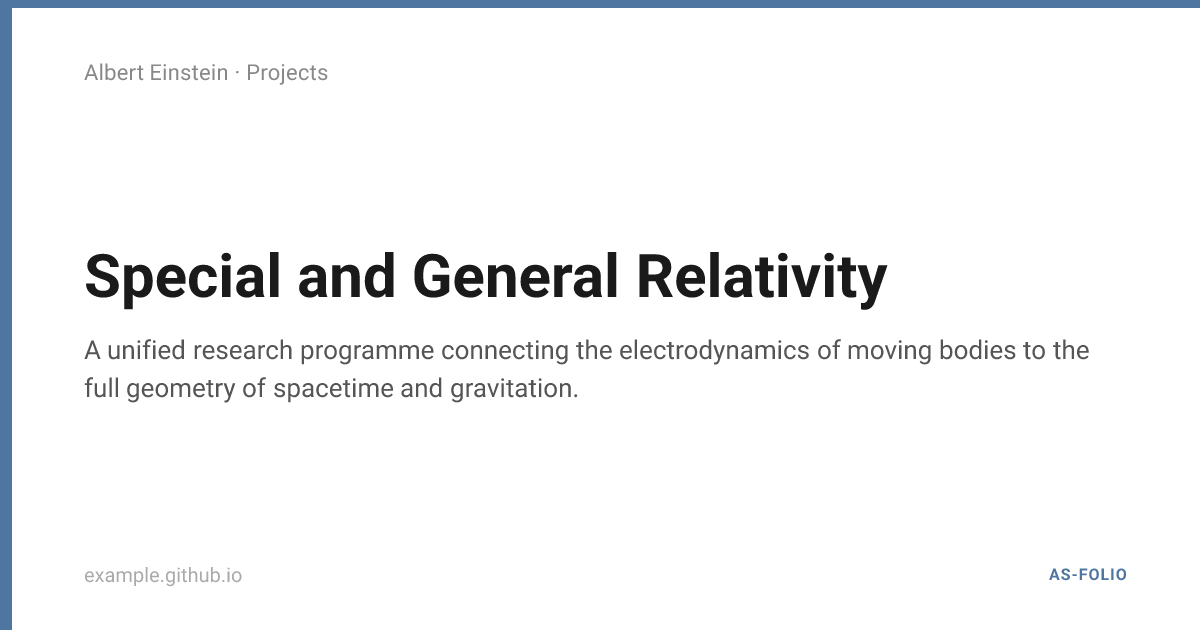 Albert Einstein · Projects
Special and General Relativity
A unified research programme connecting the electrodynamics of moving bodies to the
full geometry of spacetime and gravitation.
example.github.io
AS-FOLIO